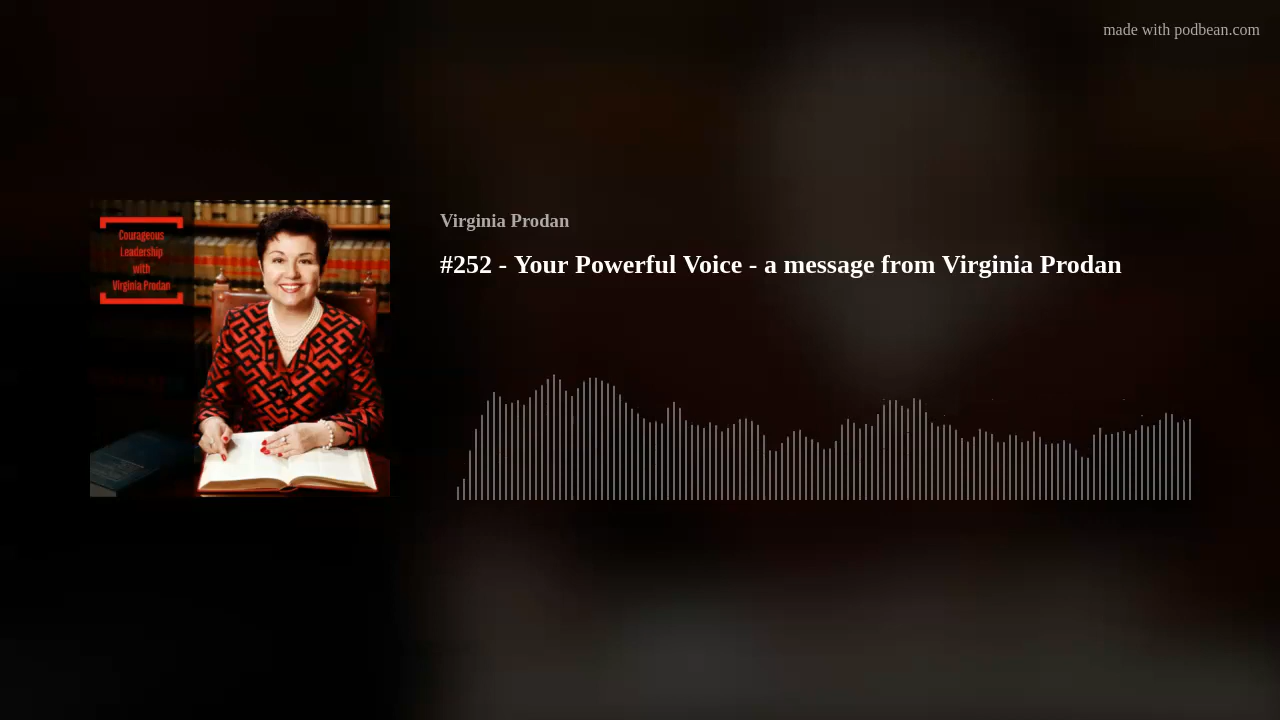 made with podbean.com
Courageous
Leadership
with
Virginia Prodan
Virginia Prodan
#252 - Your Powerful Voice - a message from Virginia Prodan